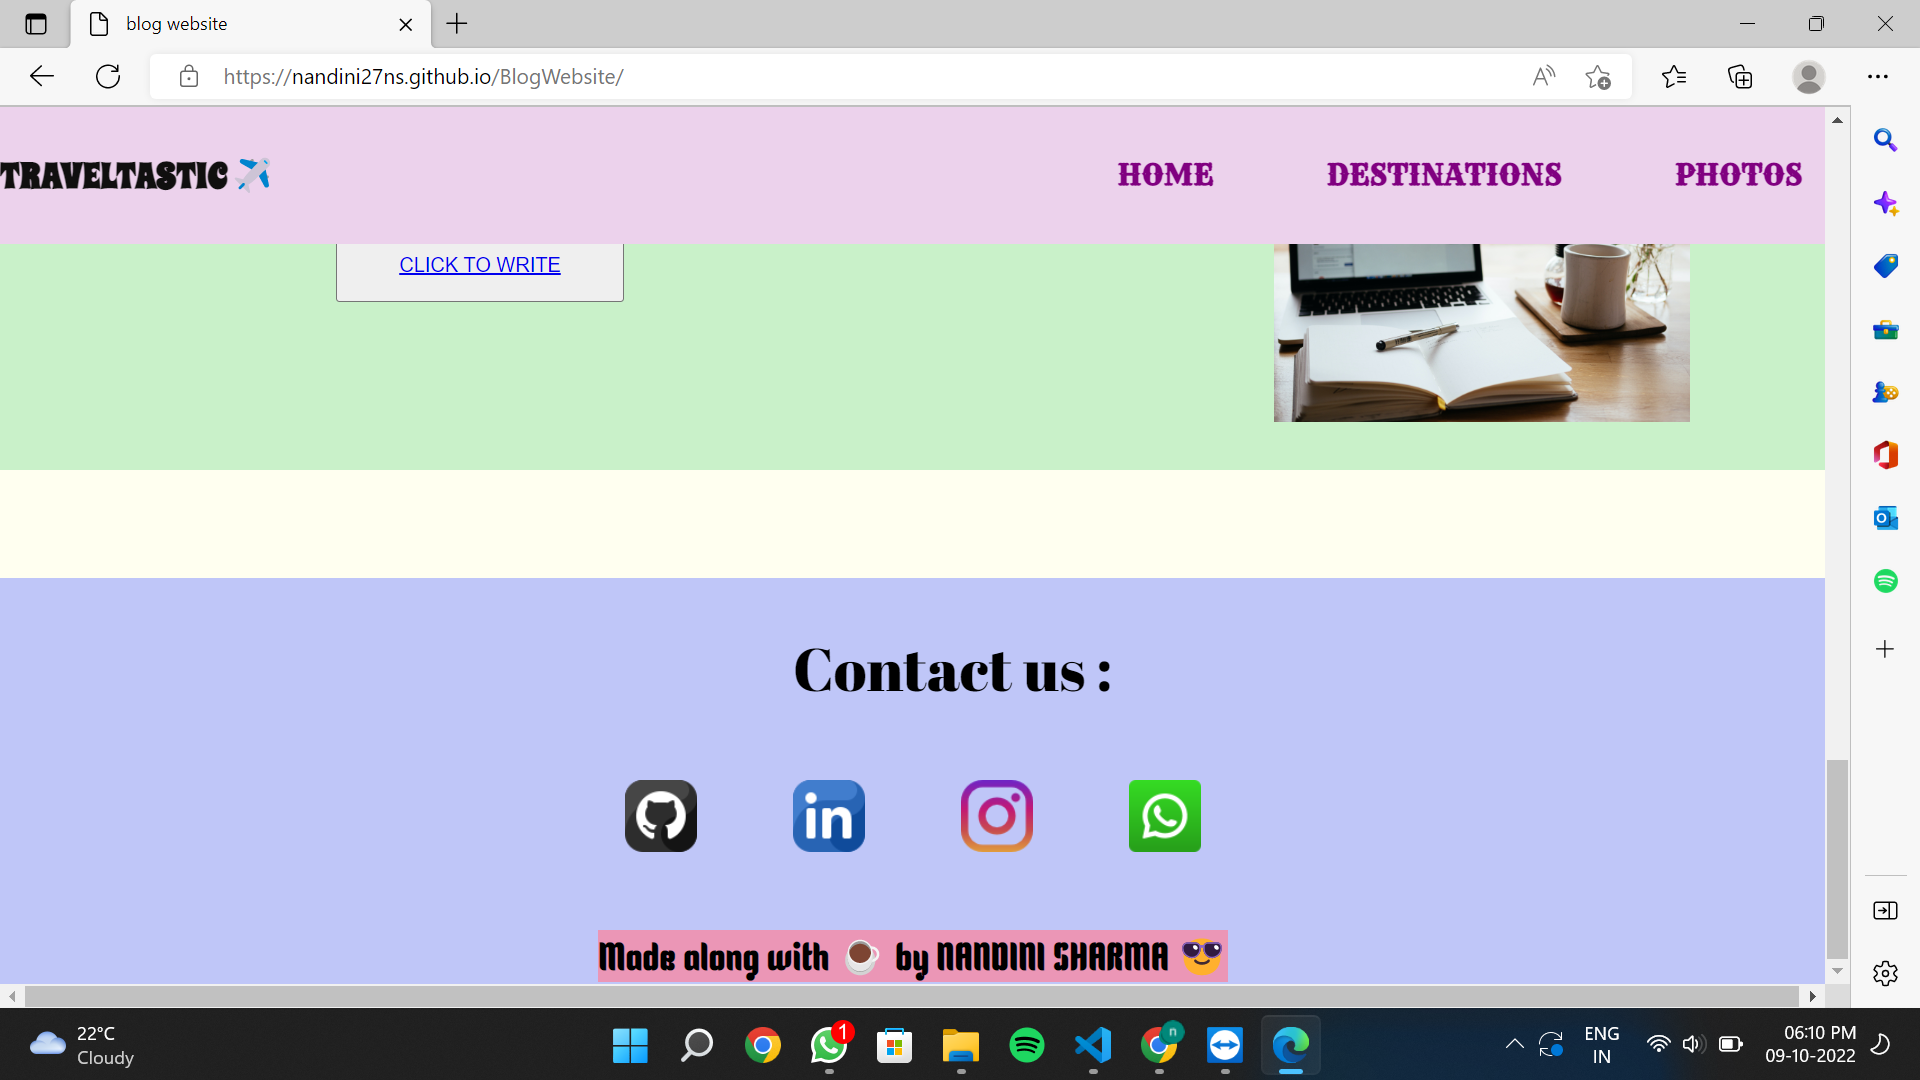 blog website
https://nandini27ns.github.io/BlogWebsite/
TRAVELTASTIC ✈️
HOME
DESTINATIONS
PHOTOS
CLICK TO WRITE
Contact us :
in
Made along with ☕ by NANDINI SHARMA 😎
22°C
Cloudy
1
n
ENG
IN
06:10 PM
09-10-2022